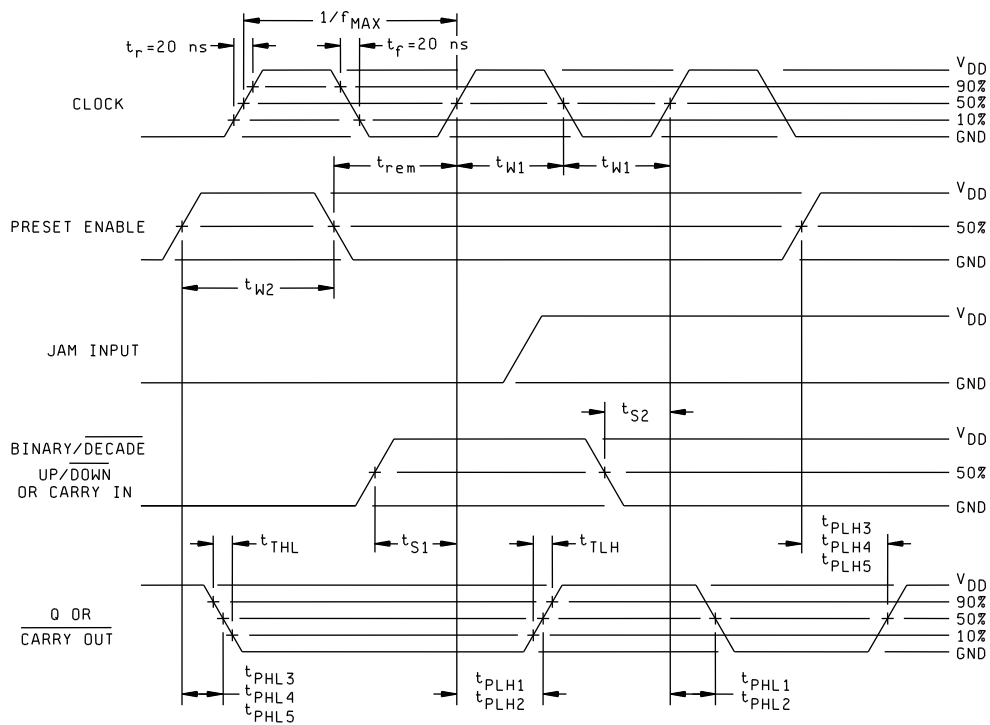 1/fMAX
tr=20 ns
tf=20 ns
CLOCK
VDD
90%
50%
10%
GND
trem
tW1
tW1
PRESET ENABLE
VDD
50%
GND
tW2
JAM INPUT
VDD
GND
tS2
BINARY/DECADE
UP/DOWN
OR CARRY IN
VDD
50%
GND
tTHL
tS1
tTLH
tPLH3
tPLH4
tPLH5
Q OR
CARRY OUT
VDD
90%
50%
10%
GND
tPHL3
tPHL4
tPHL5
tPLH1
tPLH2
tPHL1
tPHL2